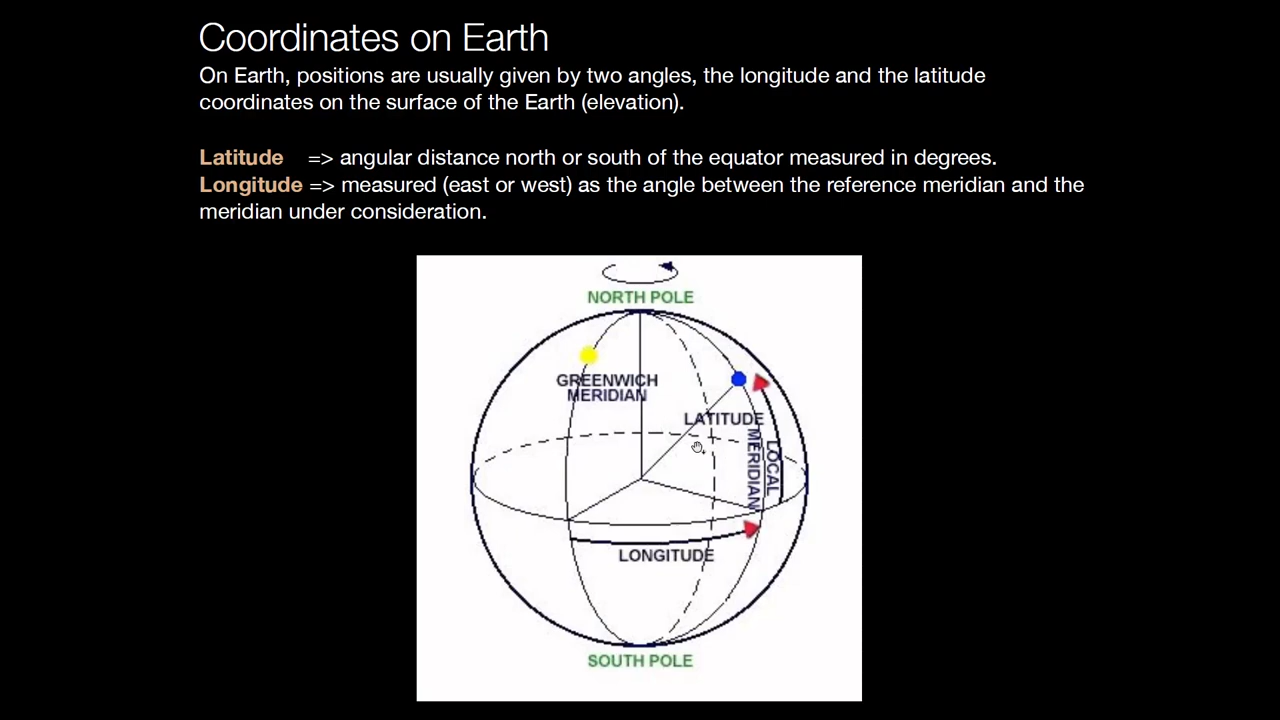 Coordinates on Earth
On Earth, positions are usually given by two angles, the longitude and the latitude
coordinates on the surface of the Earth (elevation).
Latitude => angular distance north or south of the equator measured in degrees.
Longitude => measured (east or west) as the angle between the reference meridian and the
meridian under consideration.
NORTH POLE
GREENWICH
MERIDIAN
LATITUDE
LOCAL
MERIDIAN
LONGITUDE
SOUTH POLE